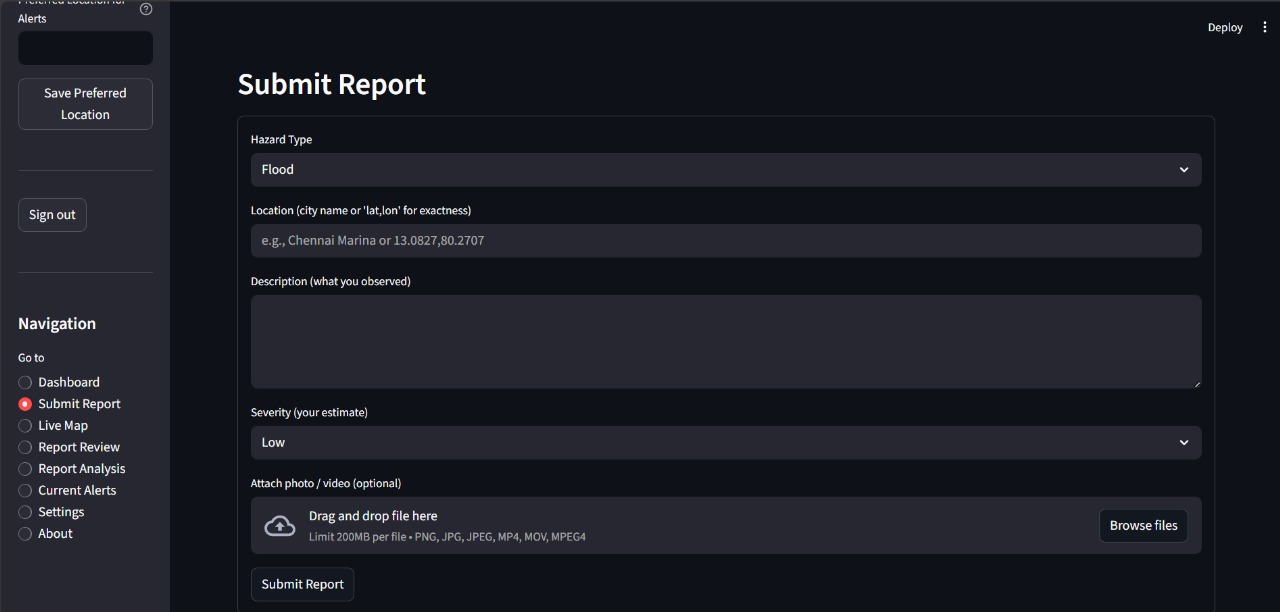 Preferred Location for
Alerts
Save Preferred
Location
Sign out
Navigation
Go to
Dashboard
Submit Report
Live Map
Report Review
Report Analysis
Current Alerts
Settings
About
Deploy
Submit Report
Hazard Type
Flood
Location (city name or 'lat,lon' for exactness)
e.g., Chennai Marina or 13.0827,80.2707
Description (what you observed)
Severity (your estimate)
Low
Attach photo / video (optional)
Drag and drop file here
Limit 200MB per file • PNG, JPG, JPEG, MP4, MOV, MPEG4
Browse files
Submit Report